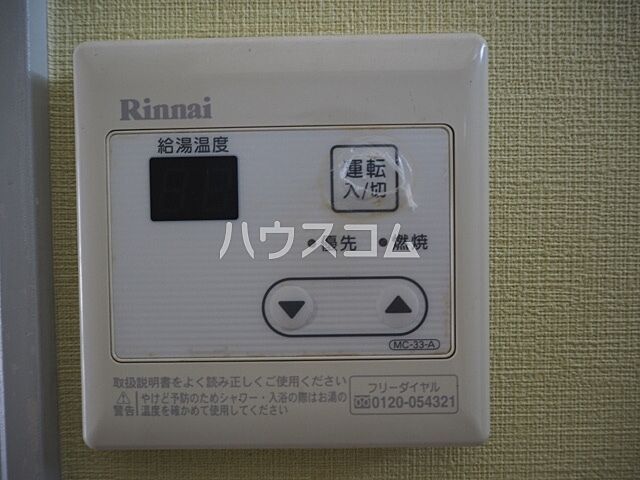 Rinnai
給湯温度
運転
入/切
ハウスコム
優先 燃焼
▼ ▲
MC-33-A
取扱説明書をよく読み正しくご使用ください
警告 やけど予防のためシャワー・入浴の際はお湯の
温度を確かめて使用してください
フリーダイヤル
0120-054321